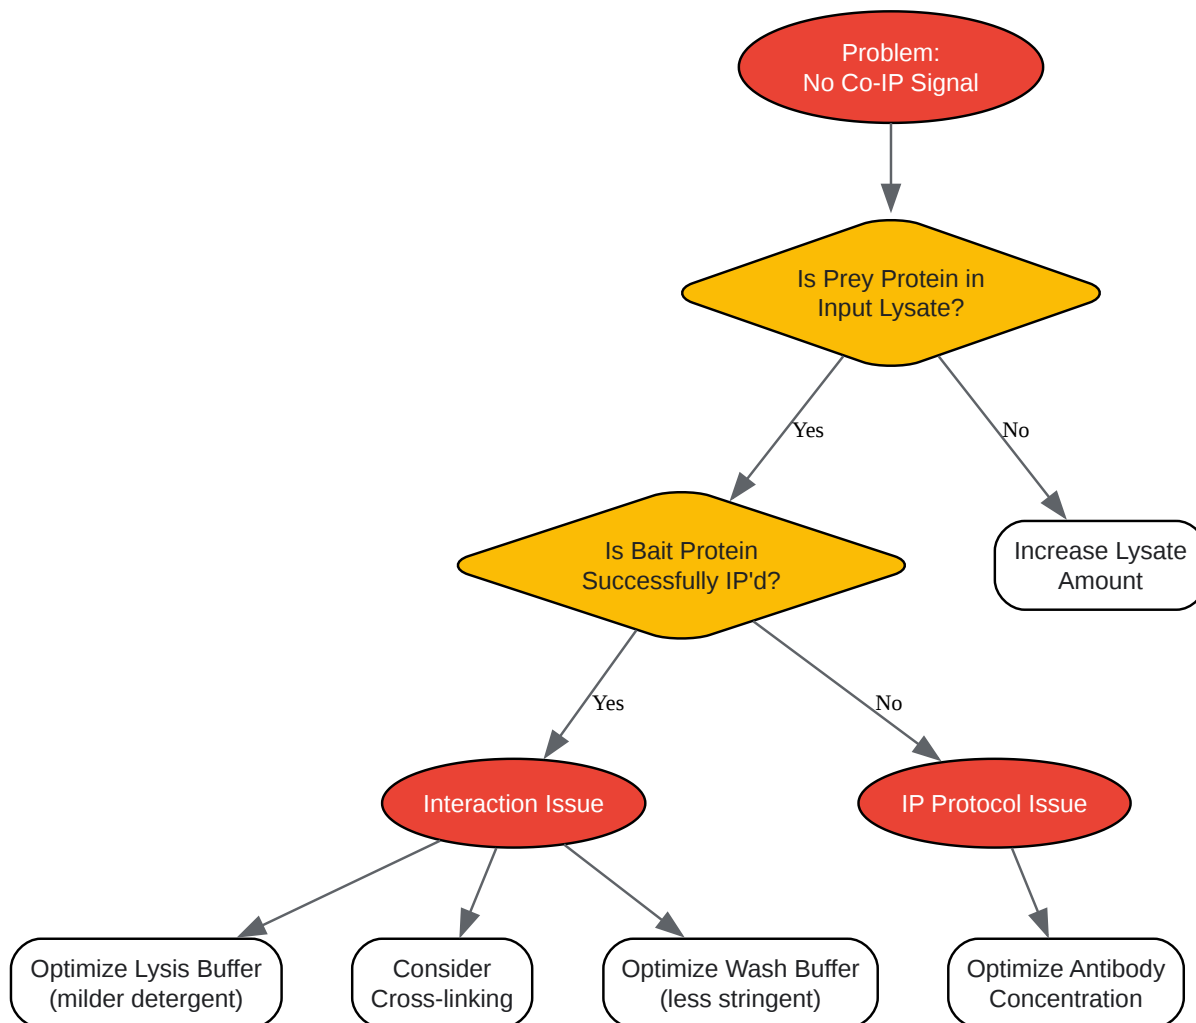 Problem:
No Co-IP Signal
Is Prey Protein in
Input Lysate?
Yes
No
Is Bait Protein
Successfully IP'd?
Increase Lysate
Amount
Yes
No
Interaction Issue
IP Protocol Issue
Optimize Lysis Buffer
(milder detergent)
Consider
Cross-linking
Optimize Wash Buffer
(less stringent)
Optimize Antibody
Concentration